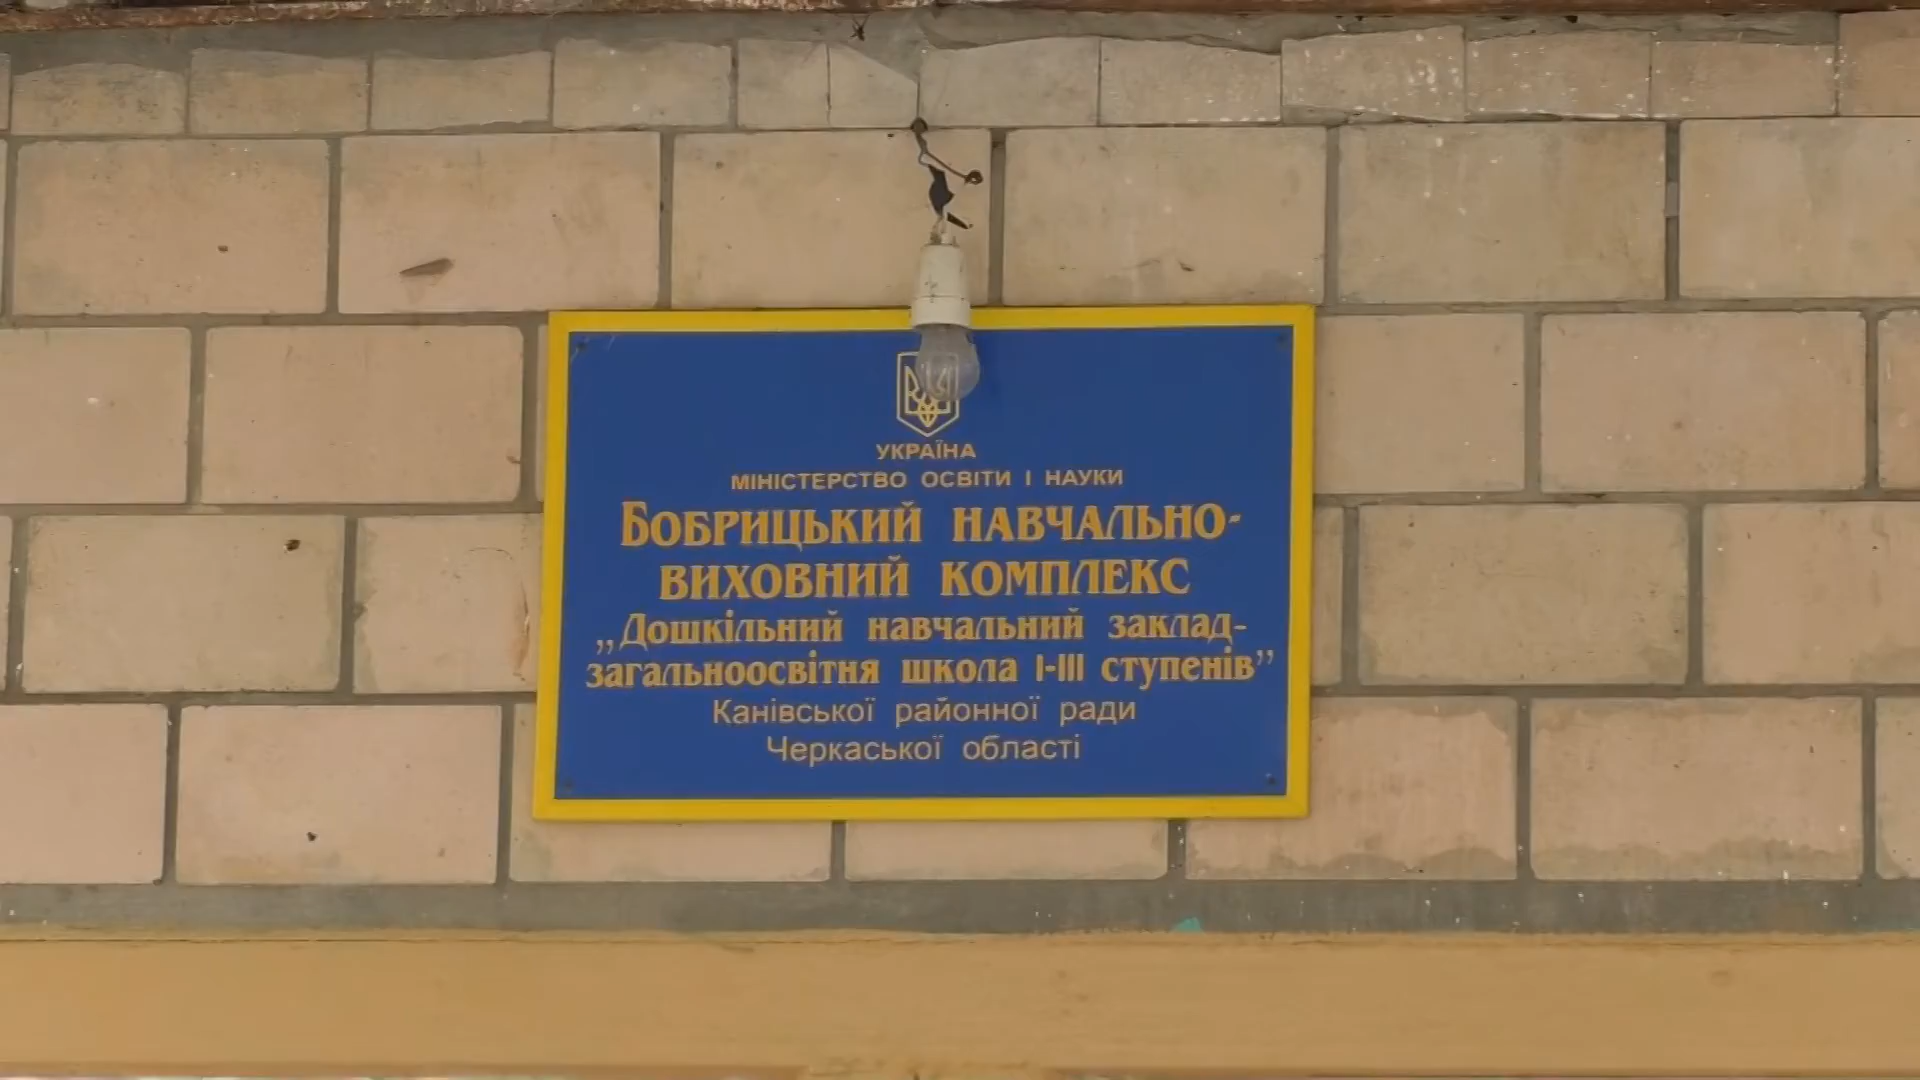 УКРАЇНА
МІНІСТЕРСТВО ОСВІТИ І НАУКИ
БОБРИЦЬКИЙ НАВЧАЛЬНО-
ВИХОВНИЙ КОМПЛЕКС
„Дошкільний навчальний заклад-
загальноосвітня школа І-ІІІ ступенів”
Канівської районної ради
Черкаської області